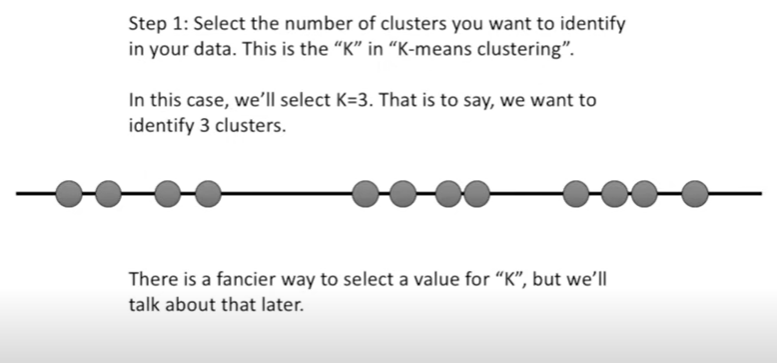 Step 1: Select the number of clusters you want to identify
in your data. This is the “K” in “K-means clustering”.
In this case, we’ll select K=3. That is to say, we want to
identify 3 clusters.
There is a fancier way to select a value for “K”, but we’ll
talk about that later.